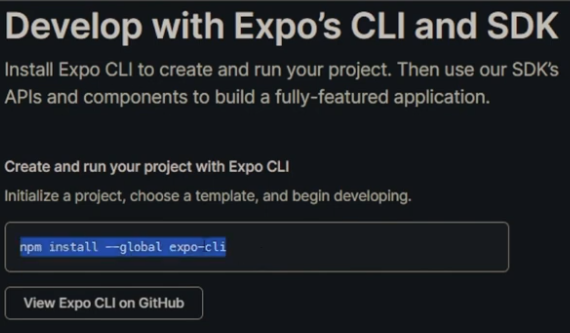 Develop with Expo's CLI and SDK
Install Expo CLI to create and run your project. Then use our SDK's
APIs and components to build a fully-featured application.
Create and run your project with Expo CLI
Initialize a project, choose a template, and begin developing.
npm install --global expo-cli
View Expo CLI on GitHub